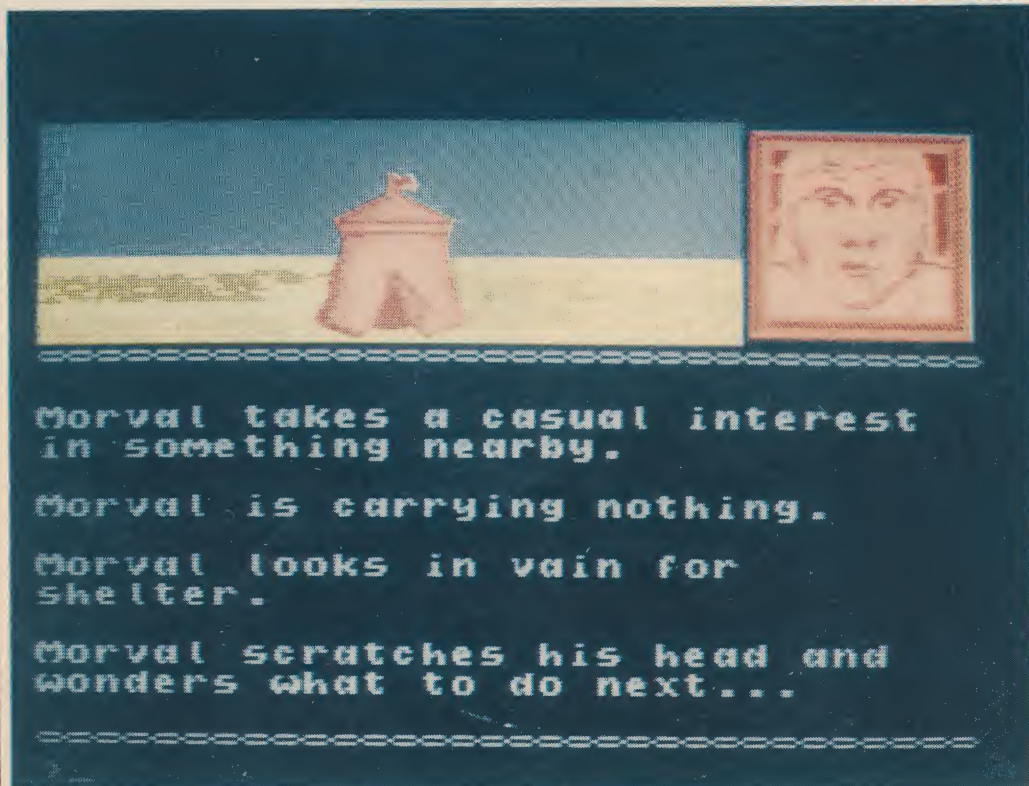 Morval takes a casual interest
in something nearby.
Morval is carrying nothing.
Morval looks in vain for
shelter.
Morval scratches his head and
wonders what to do next...
>_